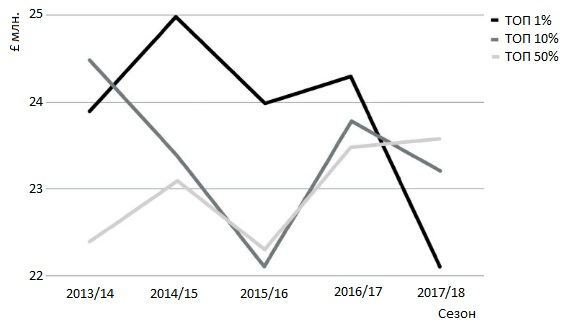 £ млн.
25
24
23
22
2013/14 2014/15 2015/16 2016/17 2017/18
Сезон
ТОП 1%
ТОП 10%
ТОП 50%